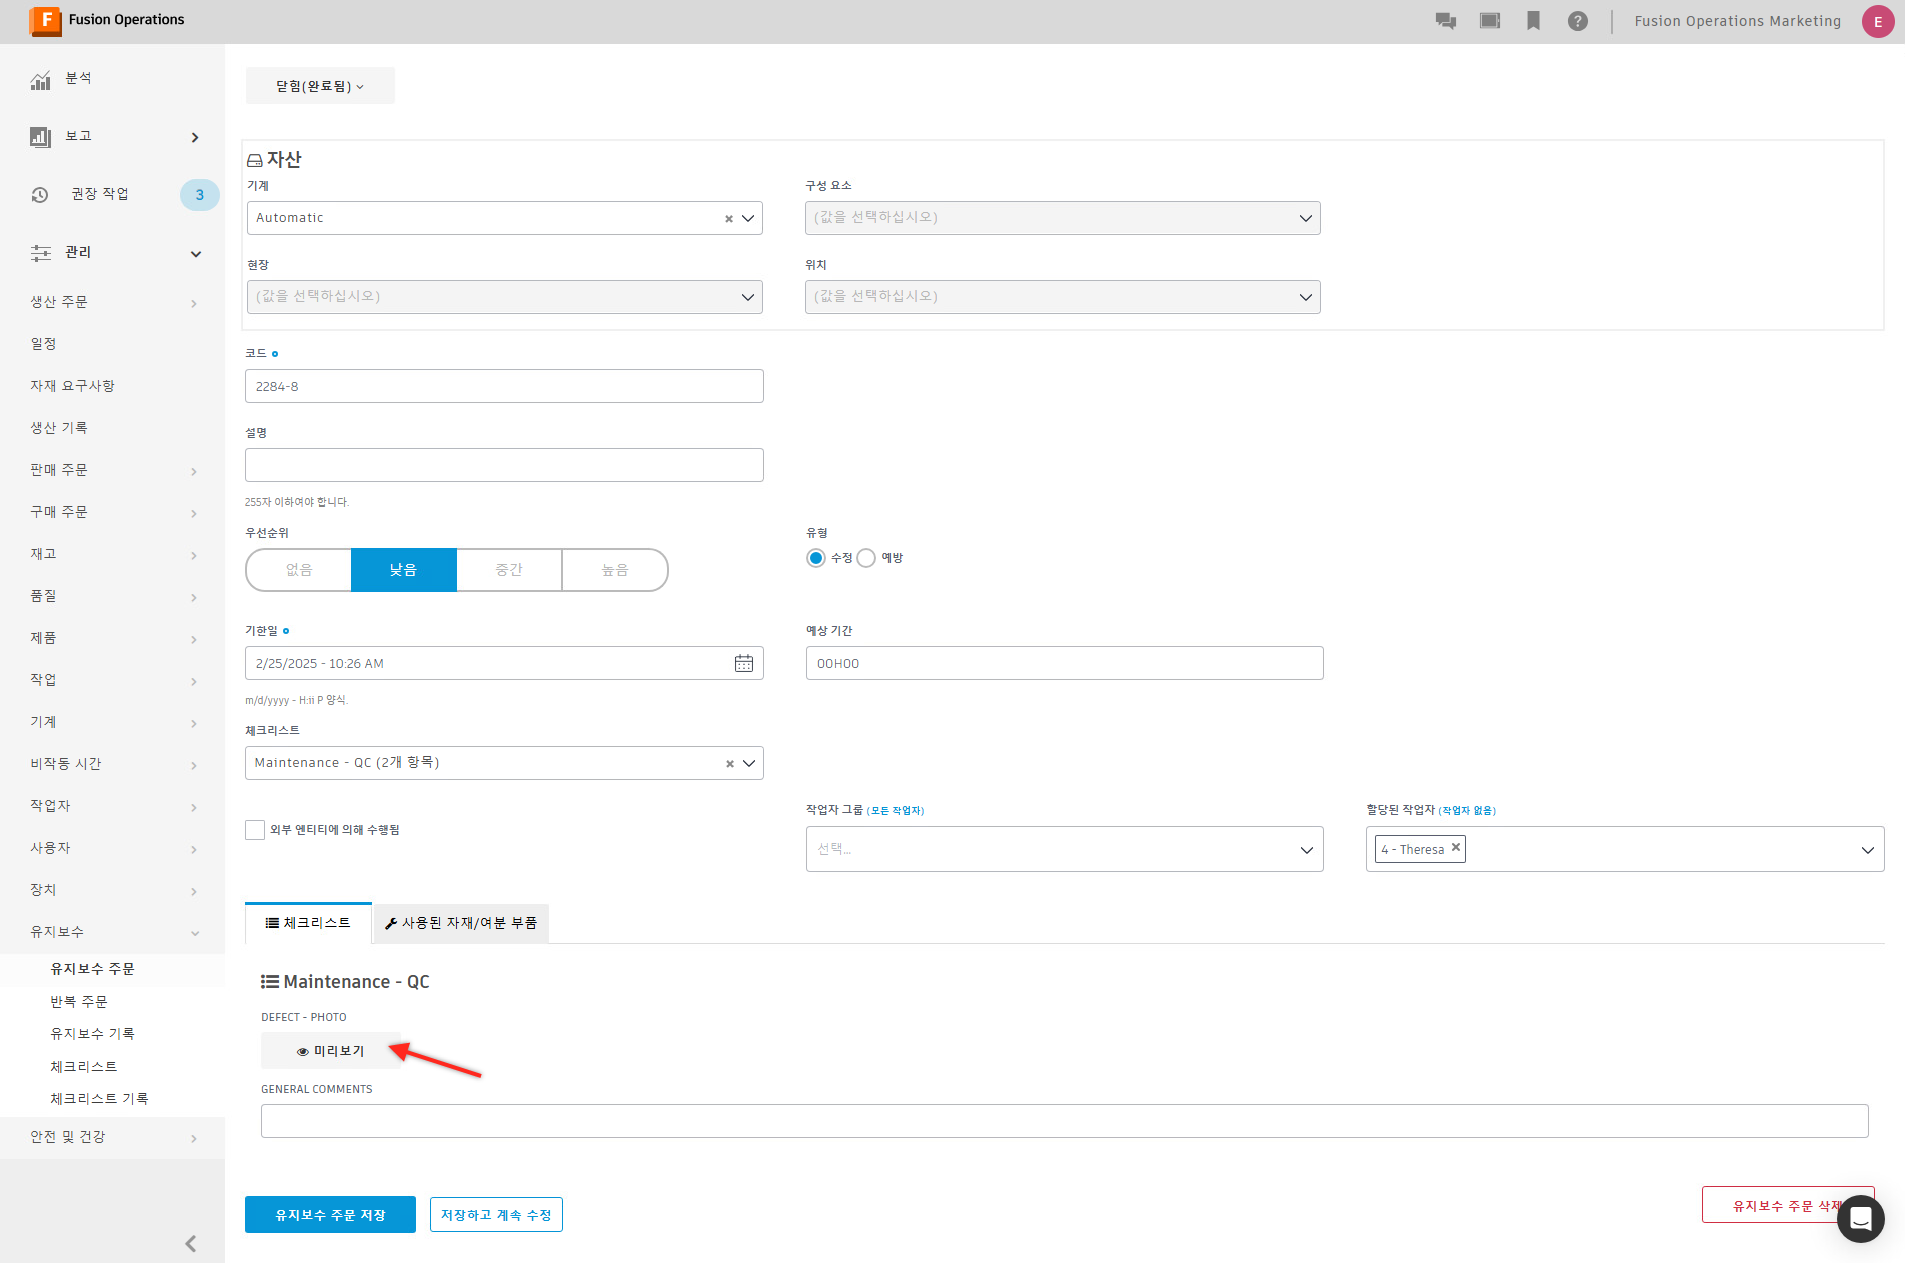 Fusion Operations
Fusion Operations Marketing
E
분석
보고
권장 작업
3
관리
생산 주문
일정
자재 요구사항
생산 기록
판매 주문
구매 주문
재고
품질
제품
작업
기계
비작동 시간
작업자
사용자
장치
유지보수
유지보수 주문
반복 주문
유지보수 기록
체크리스트
체크리스트 기록
안전 및 건강
닫힘(완료됨)
자산
기계
구성 요소
Automatic
(값을 선택하십시오)
현장
위치
(값을 선택하십시오)
(값을 선택하십시오)
코드
2284-8
설명
255자 이하여야 합니다.
우선순위
유형
없음
낮음
중간
높음
수정
예방
기한일
예상 기간
2/25/2025 - 10:26 AM
00H00
m/d/yyyy - H:ii P 양식.
체크리스트
Maintenance - QC (2개 항목)
외부 엔티티에 의해 수행됨
작업자 그룹 (모든 작업자)
할당된 작업자 (작업자 없음)
선택...
4 - Theresa
체크리스트
사용된 자재/여분 부품
Maintenance - QC
DEFECT - PHOTO
미리보기
GENERAL COMMENTS
유지보수 주문 저장
저장하고 계속 수정
유지보수 주문 삭제